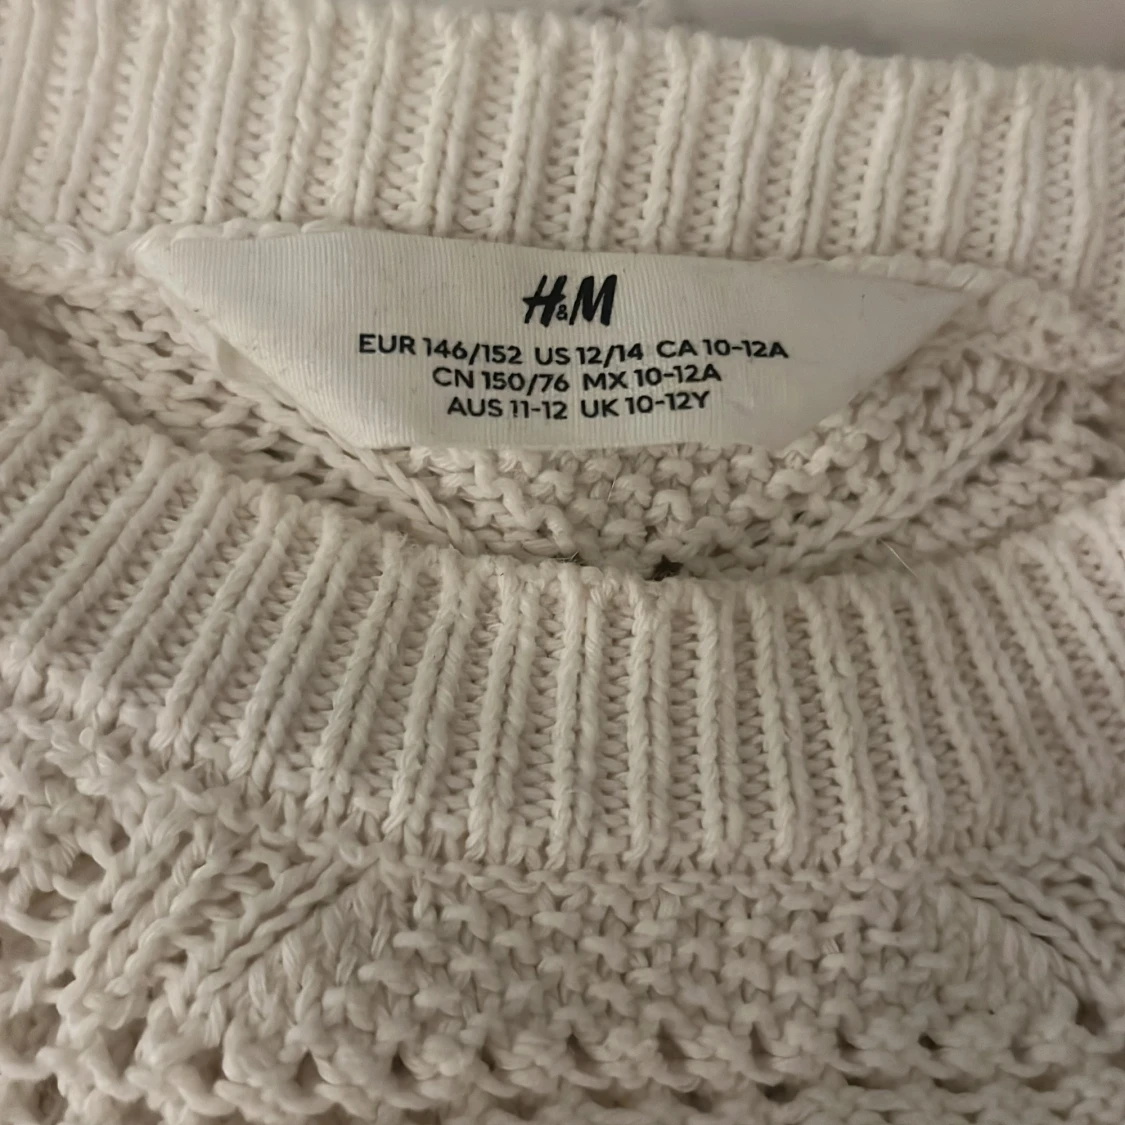 H&M
EUR 146/152 US 12/14 CA 10-12A
CN 150/76 MX 10-12A
AUS 11-12 UK 10-12Y